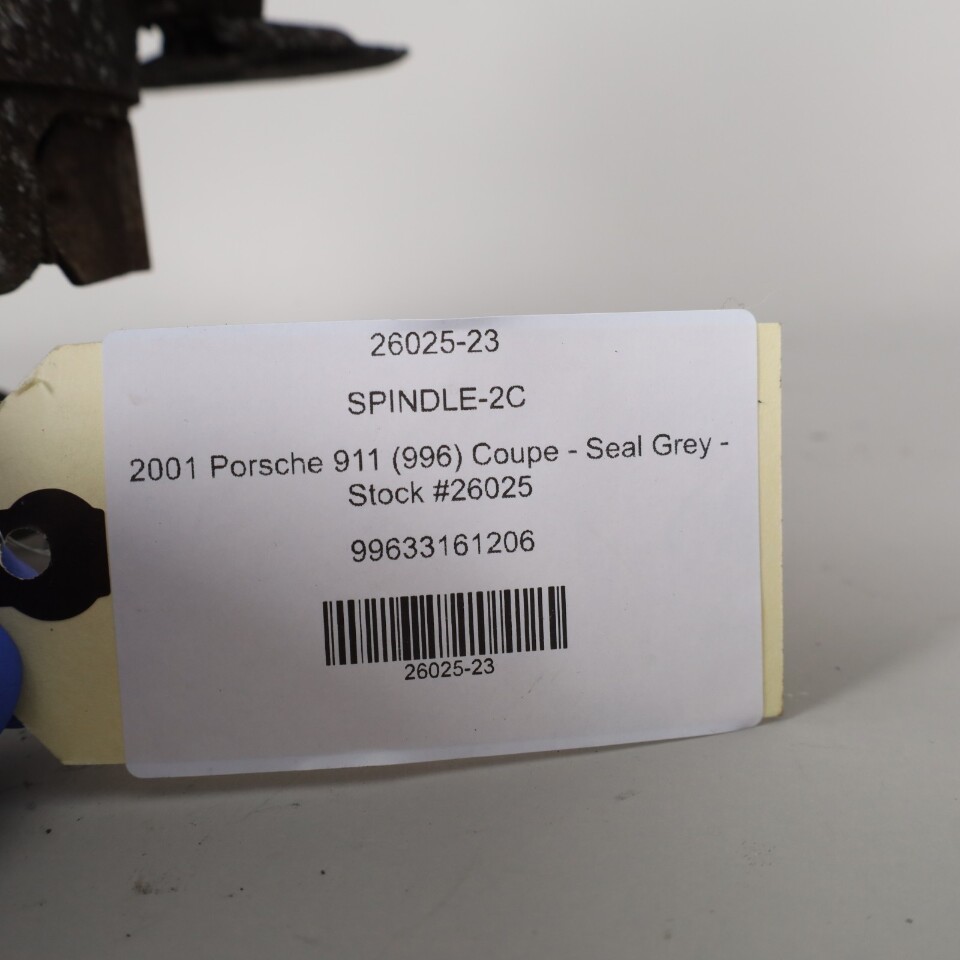 26025-23
SPINDLE-2C
2001 Porsche 911 (996) Coupe - Seal Grey -
Stock #26025
99633161206
26025-23